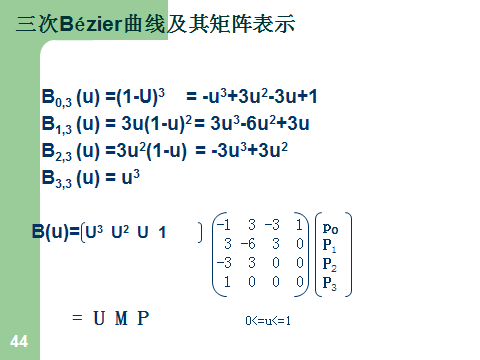 三次Bézier曲线及其矩阵表示
B0,3 (u) =(1-U)³ = -u³+3u²-3u+1
B1,3 (u) = 3u(1-u)² = 3u³-6u²+3u
B2,3 (u) =3u²(1-u) = -3u³+3u²
B3,3 (u) = u³
B(u)=[U³ U² U 1]
-1 3 -3 1 p0
3 -6 3 0 P1
-3 3 0 0 P2
1 0 0 0 P3
= U M P 0<=u<=1
44